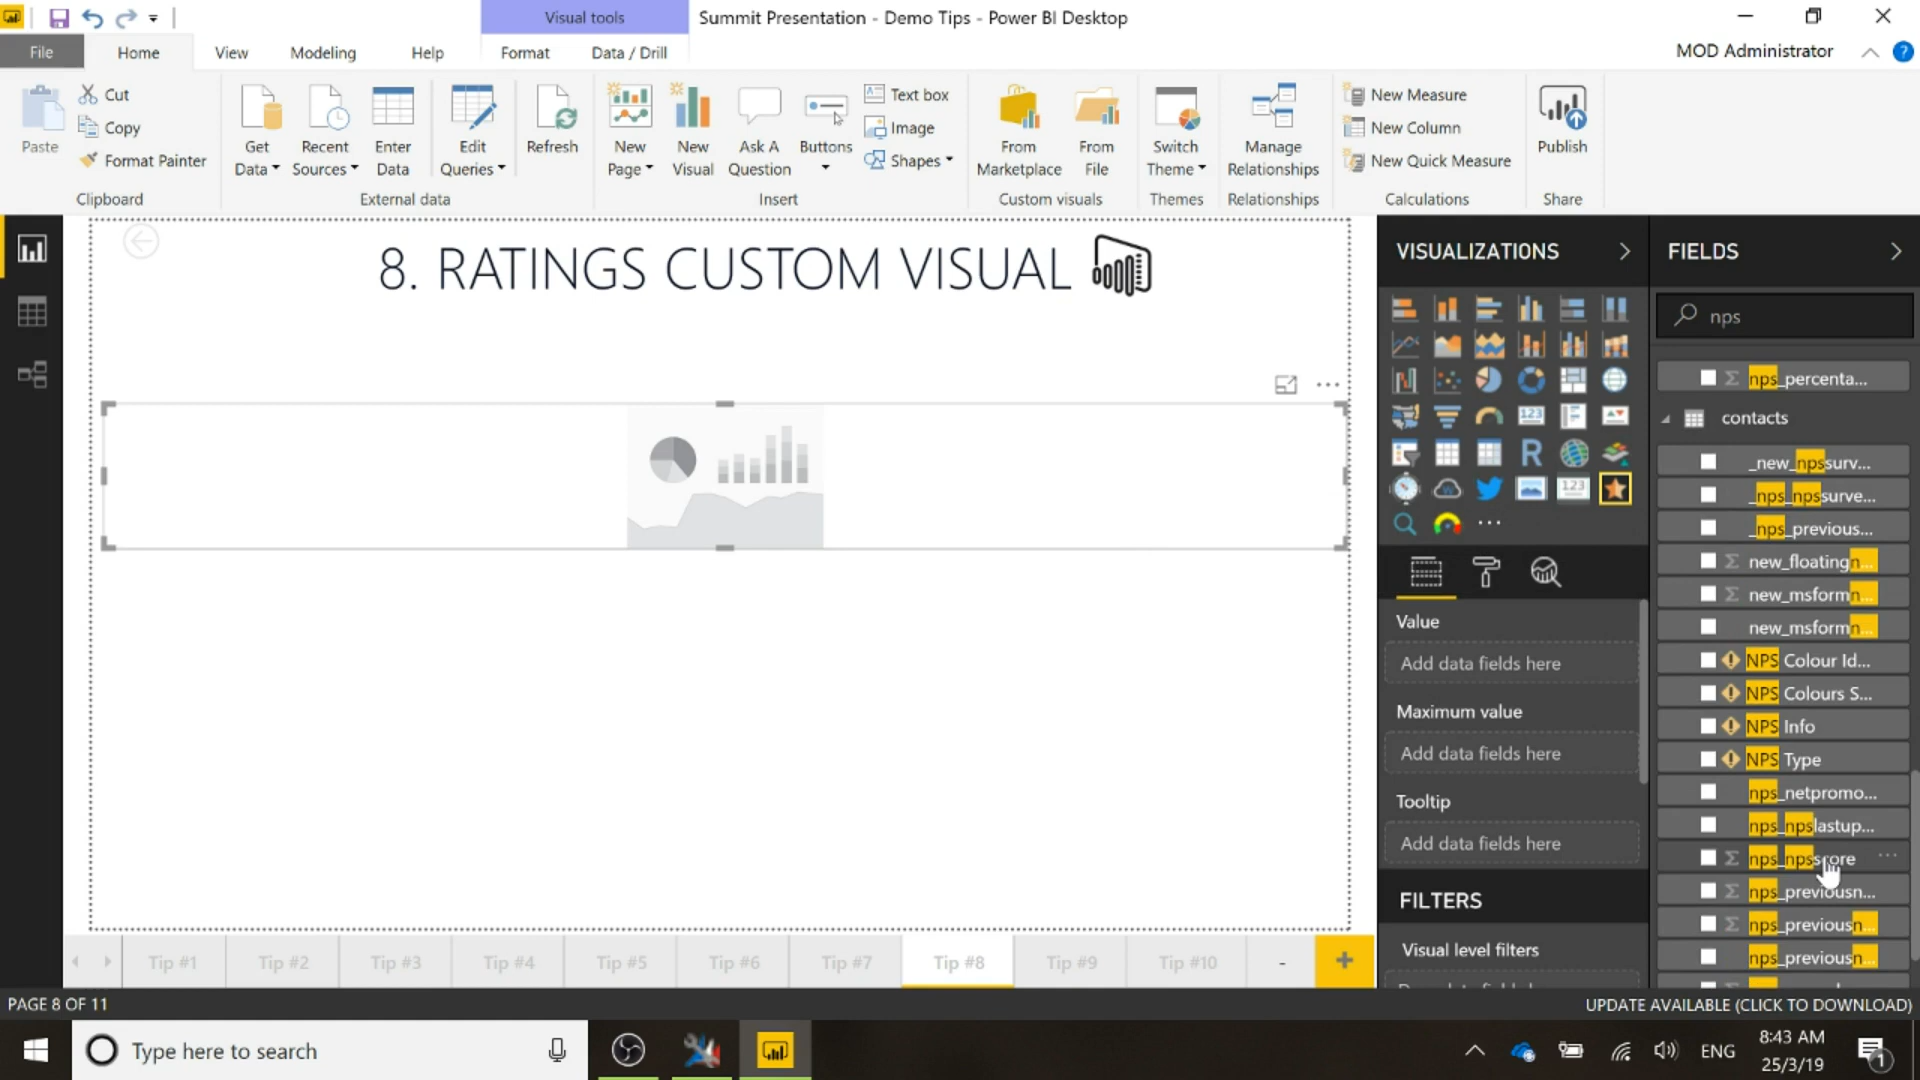 Visual tools
Summit Presentation - Demo Tips - Power BI Desktop
File
Home
View
Modeling
Help
Format
Data / Drill
MOD Administrator
?
Paste
Cut
Copy
Format Painter
Clipboard
Get Data
Recent Sources
Enter Data
Edit Queries
Refresh
External data
New Page
New Visual
Ask A Question
Buttons
Text box
Image
Shapes
Insert
From Marketplace
From File
Custom visuals
Switch Theme
Themes
Manage Relationships
Relationships
New Measure
New Column
New Quick Measure
Calculations
Publish
Share
8. RATINGS CUSTOM VISUAL
VISUALIZATIONS
123
R
123
Value
Add data fields here
Maximum value
Add data fields here
Tooltip
Add data fields here
FILTERS
Visual level filters
FIELDS
nps
nps_percenta...
contacts
_new_npssurv...
_nps_npssurve...
_nps_previous...
new_floatingn...
new_msformn...
new_msformn...
NPS Colour Id...
NPS Colours S...
NPS Info
NPS Type
nps_netpromo...
nps_npslastup...
nps_npsscore
nps_previousn...
nps_previousn...
nps_previousn...
Tip #1
Tip #2
Tip #3
Tip #4
Tip #5
Tip #6
Tip #7
Tip #8
Tip #9
Tip #10
-
+
PAGE 8 OF 11
UPDATE AVAILABLE (CLICK TO DOWNLOAD)
Type here to search
ENG
8:43 AM
25/3/19
1